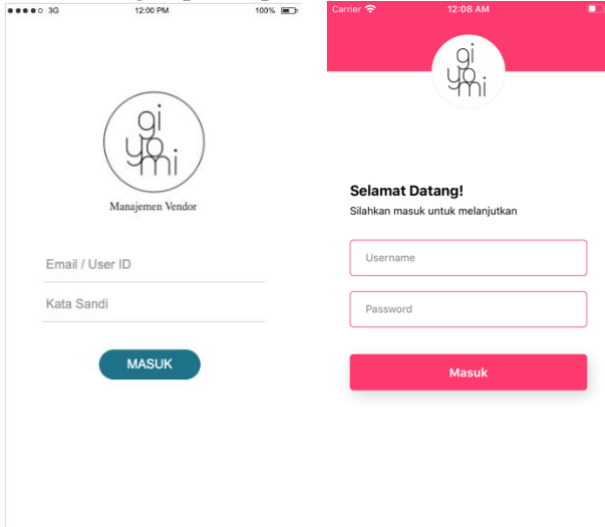 3G 12:00 PM 100%
gi
yo
mi
Manajemen Vendor
Email / User ID
Kata Sandi
MASUK
Carrier 12:08 AM
gi
yo
mi
Selamat Datang!
Silahkan masuk untuk melanjutkan
Username
Password
Masuk